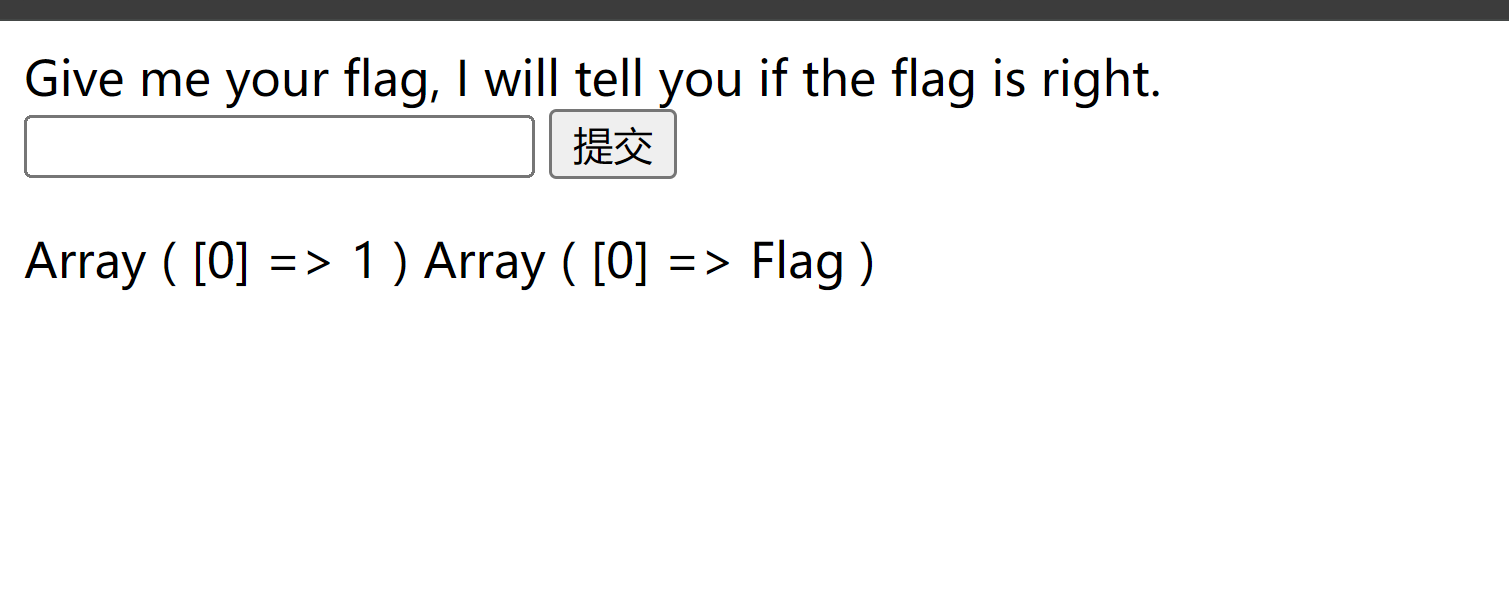 Give me your flag, I will tell you if the flag is right.
提交
Array ( [0] => 1 ) Array ( [0] => Flag )